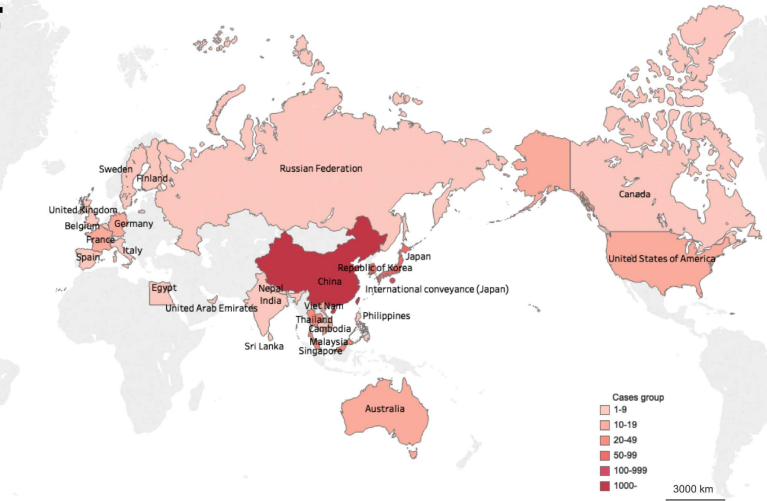 Sweden
Finland
Russian Federation
Canada
United Kingdom
Belgium
Germany
France
Italy
Spain
United States of America
Japan
Republic of Korea
China
International conveyance (Japan)
Egypt
Nepal
India
United Arab Emirates
Viet Nam
Thailand
Philippines
Cambodia
Malaysia
Sri Lanka
Singapore
Australia
Cases group
1-9
10-19
20-49
50-99
100-999
1000-
3000 km